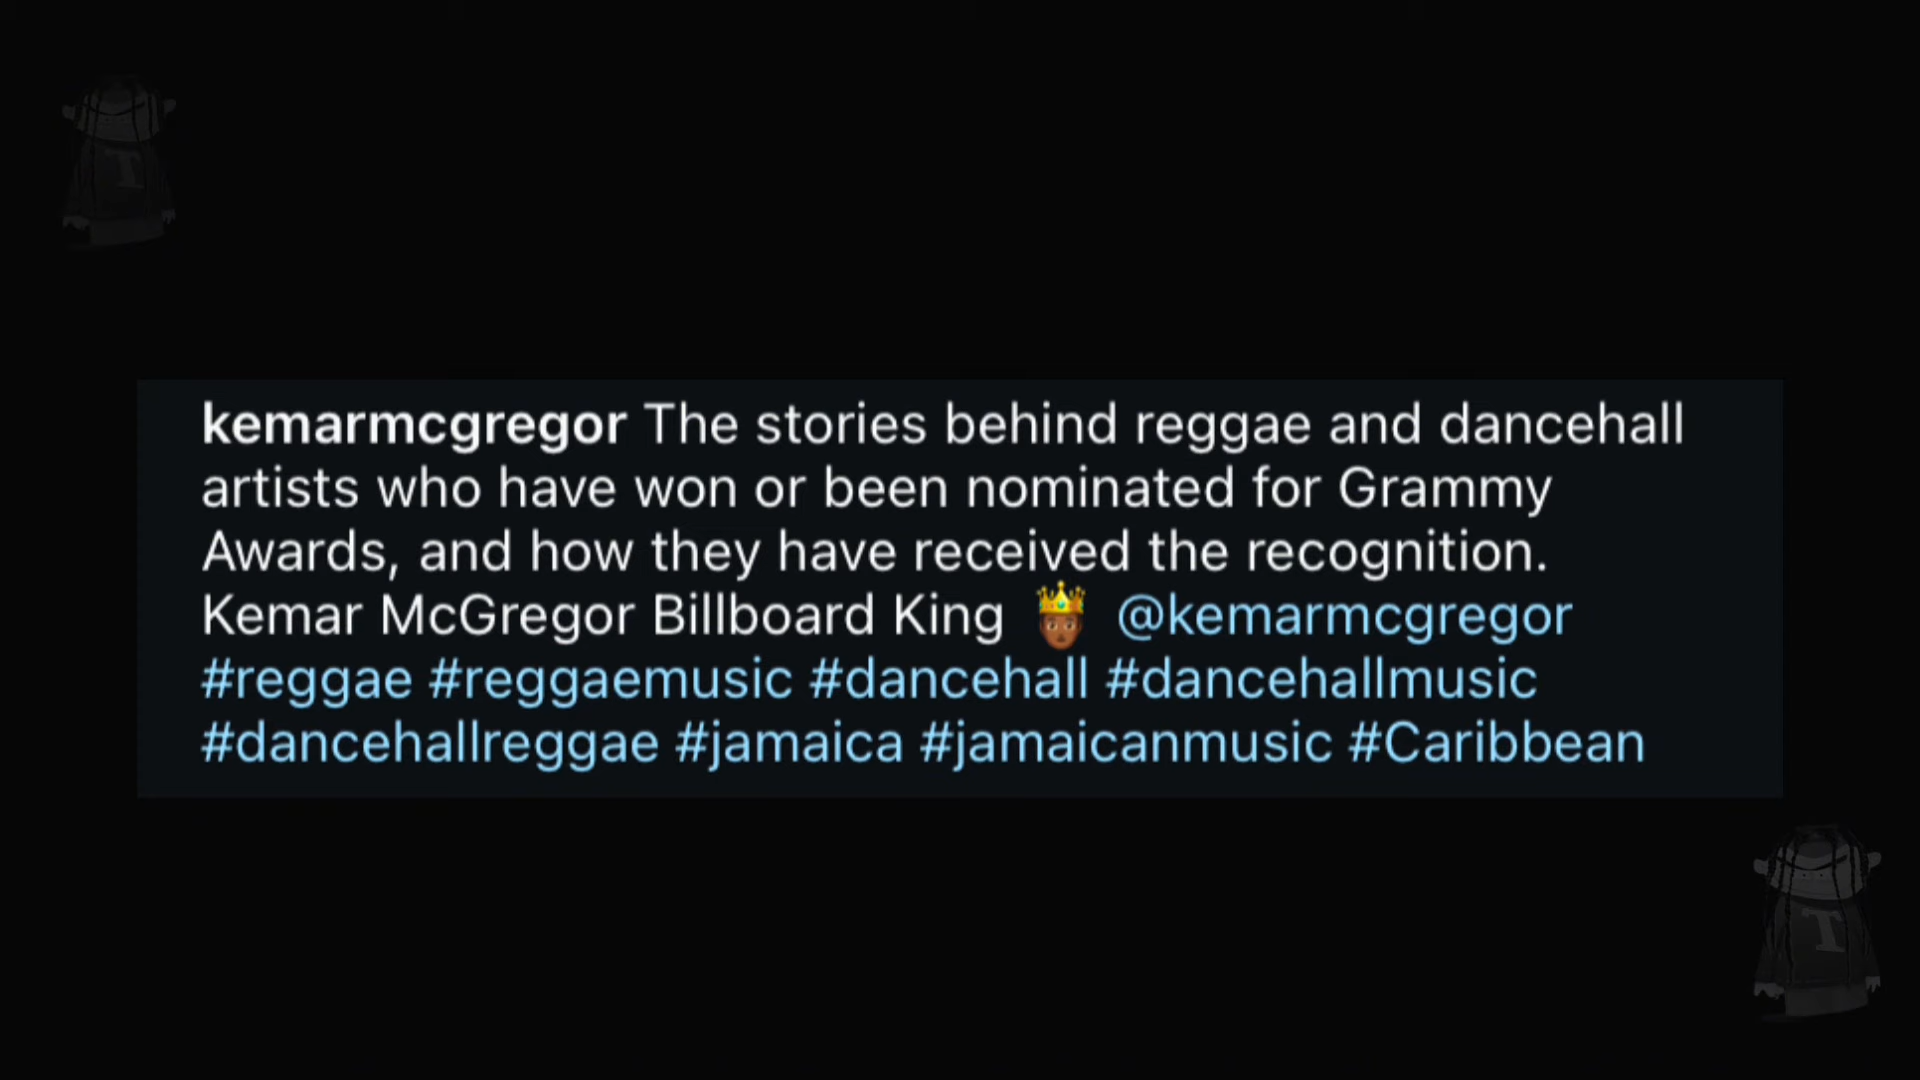 kemarmcgregor The stories behind reggae and dancehall
artists who have won or been nominated for Grammy
Awards, and how they have received the recognition.
Kemar McGregor Billboard King 🤴🏾 @kemarmcgregor
#reggae #reggaemusic #dancehall #dancehallmusic
#dancehallreggae #jamaica #jamaicanmusic #Caribbean
T
T